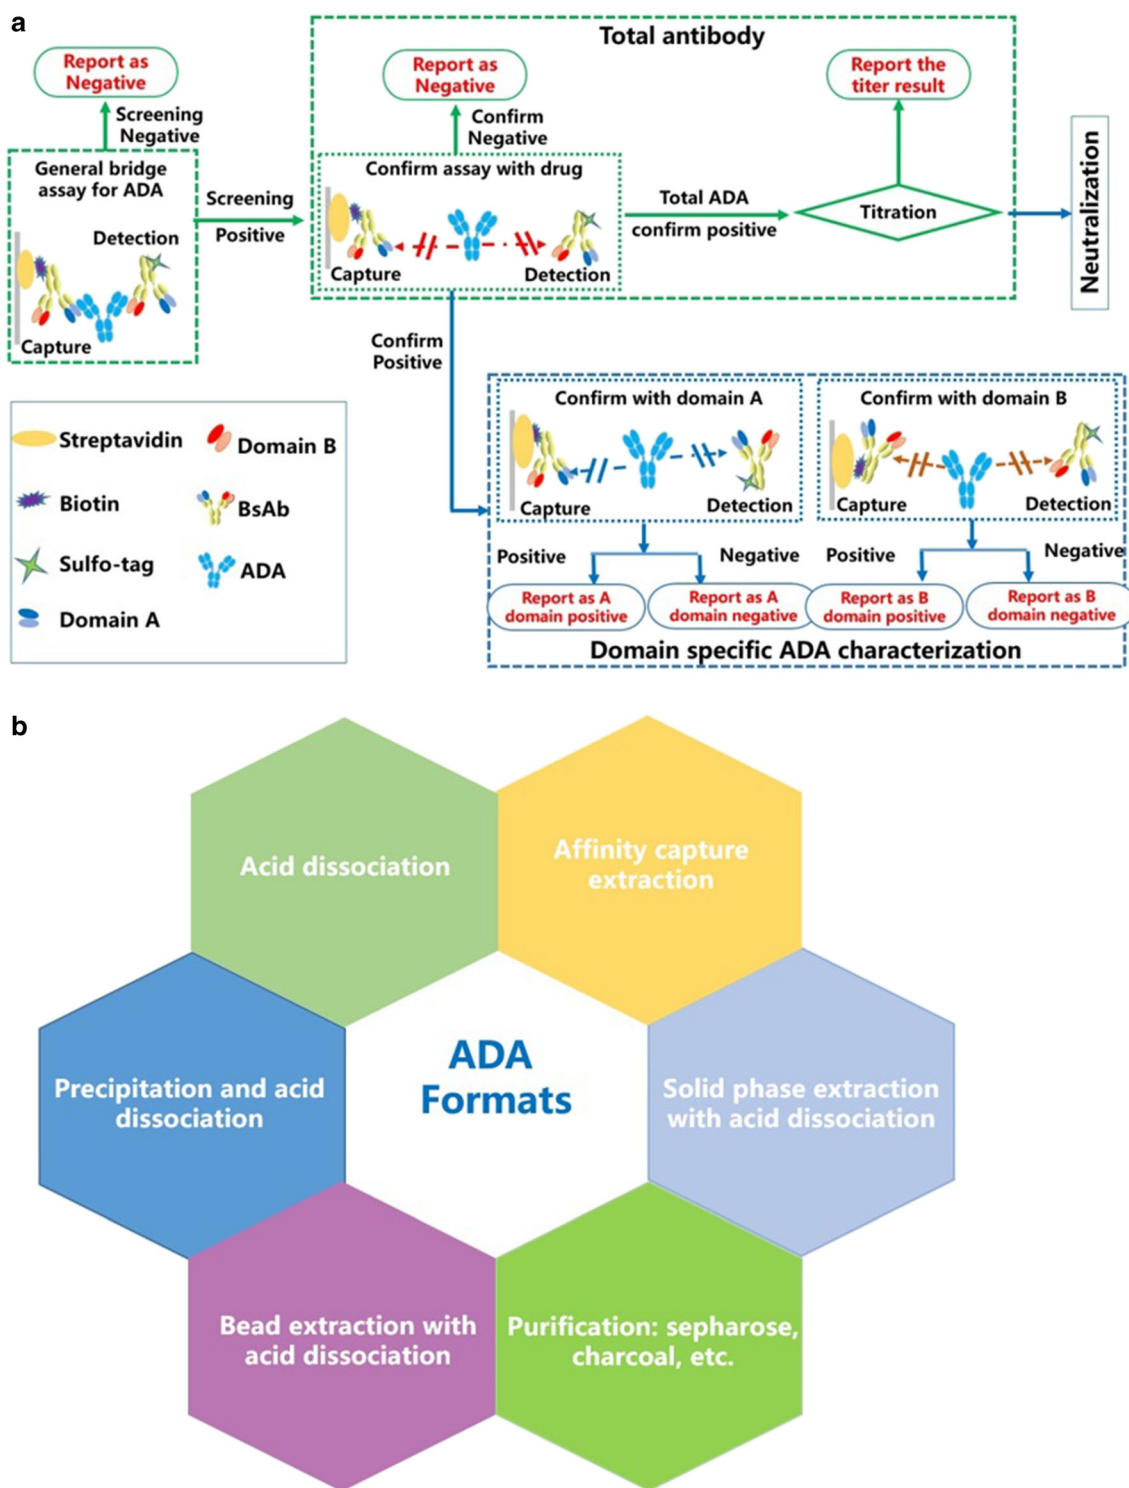 a
Total antibody
Report as
Negative
Report as
Negative
Report the
titer result
Screening
Negative
Confirm
Negative
General bridge
assay for ADA
Detection
Capture
Screening
Positive
Confirm assay with drug
Capture
Detection
Total ADA
confirm positive
Titration
Neutralization
Confirm
Positive
Streptavidin
Domain B
Biotin
BsAb
Sulfo-tag
ADA
Domain A
Confirm with domain A
Capture
Detection
Confirm with domain B
Capture
Detection
Positive
Negative
Positive
Negative
Report as A
domain positive
Report as A
domain negative
Report as B
domain positive
Report as B
domain negative
Domain specific ADA characterization
b
Acid dissociation
Affinity capture
extraction
Precipitation and acid
dissociation
ADA
Formats
Solid phase extraction
with acid dissociation
Bead extraction with
acid dissociation
Purification: sepharose,
charcoal, etc.